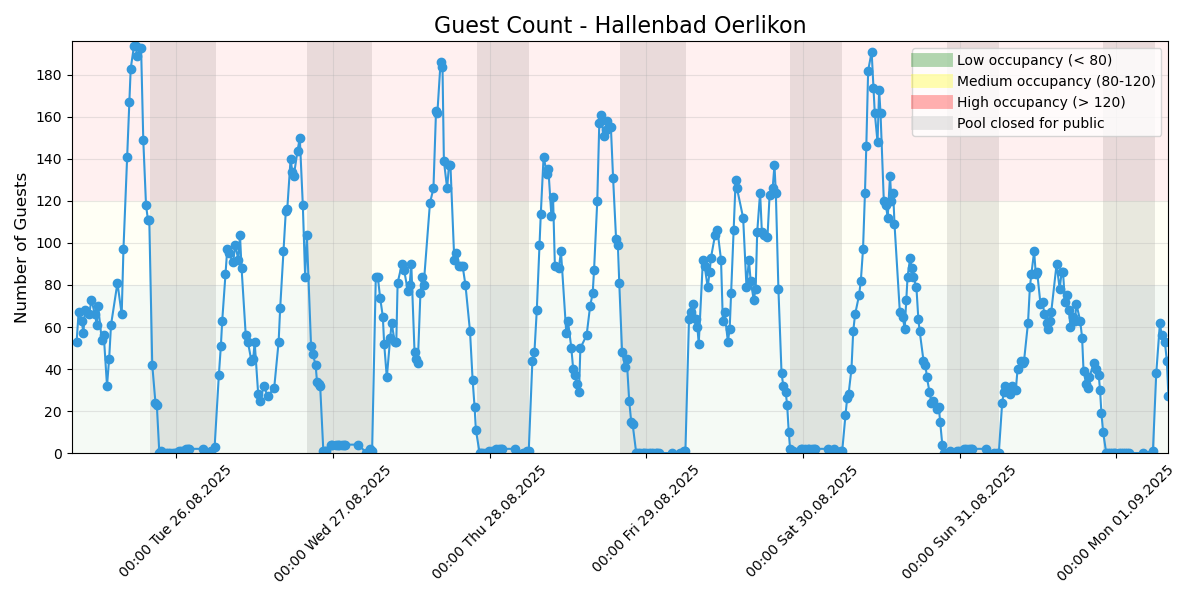 Guest Count - Hallenbad Oerlikon
Number of Guests
180
160
140
120
100
80
60
40
20
0
Low occupancy (< 80)
Medium occupancy (80-120)
High occupancy (> 120)
Pool closed for public
00:00 Tue 26.08.2025
00:00 Wed 27.08.2025
00:00 Thu 28.08.2025
00:00 Fri 29.08.2025
00:00 Sat 30.08.2025
00:00 Sun 31.08.2025
00:00 Mon 01.09.2025